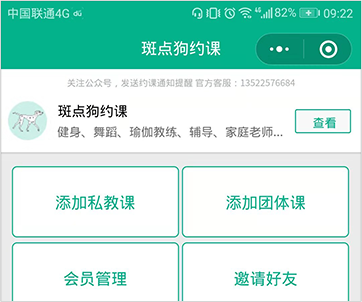 中国联通4G 82% 09:22
斑点狗约课
关注公众号，发送约课通知提醒 官方客服：13522576684
斑点狗约课
健身、舞蹈、瑜伽教练、辅导、家庭老师...
查看
添加私教课 添加团体课
会员管理 邀请好友